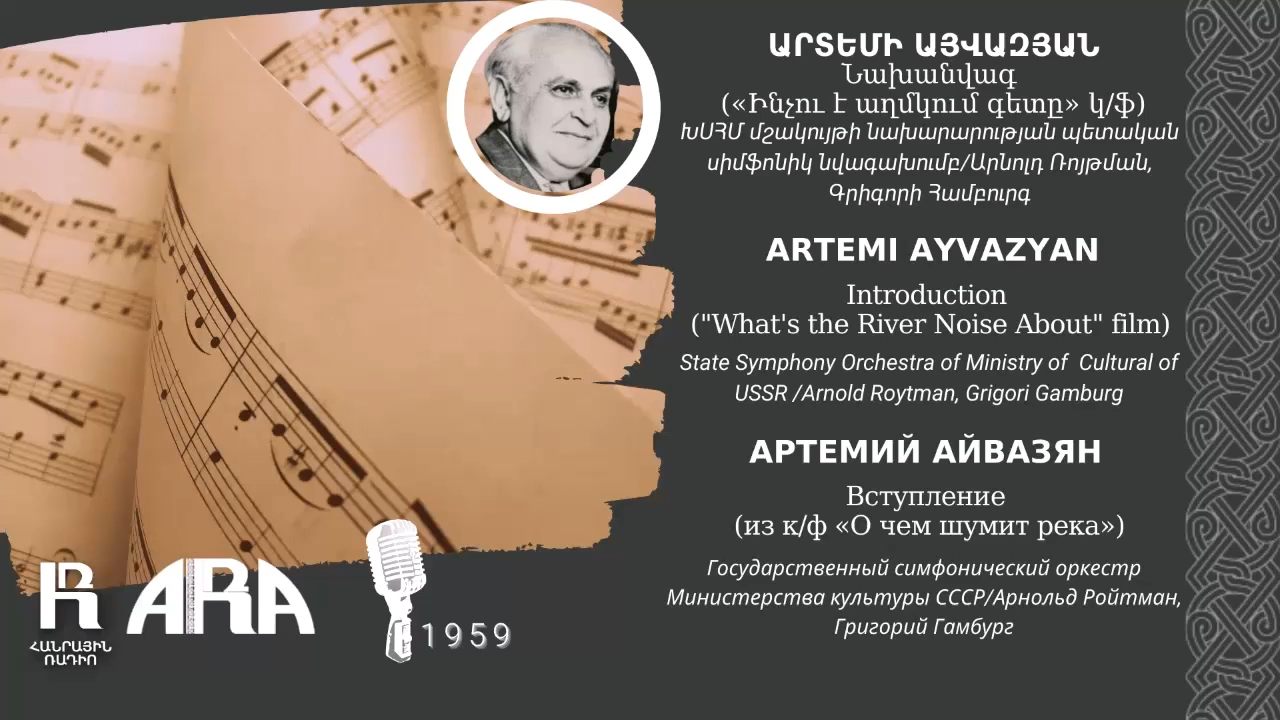 ԱՐՏԵՄԻ ԱՅՎԱԶՅԱՆ
Նախանվագ
(«Ինչու է աղմկում գետը» կ/ֆ)
ԽՍՀՄ մշակույթի նախարարության պետական
սիմֆոնիկ նվագախումբ/Արնոլդ Ռոյթման,
Գրիգորի Համբուրգ
ARTEMI AYVAZYAN
Introduction
("What's the River Noise About" film)
State Symphony Orchestra of Ministry of Cultural of
USSR /Arnold Roytman, Grigori Gamburg
АРТЕМИЙ АЙВАЗЯН
Вступление
(из к/ф «О чем шумит река»)
Государственный симфонический оркестр
Министерства культуры СССР/Арнольд Ройтман,
Григорий Гамбург
ՀԱՆՐԱՅԻՆ
ՌԱԴԻՈ
ARA
1959